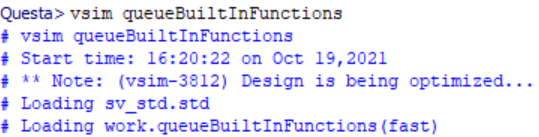 Questa> vsim queueBuiltInFunctions
# vsim queueBuiltInFunctions
# Start time: 16:20:22 on Oct 19,2021
# ** Note: (vsim-3812) Design is being optimized...
# Loading sv_std.std
# Loading work.queueBuiltInFunctions(fast)